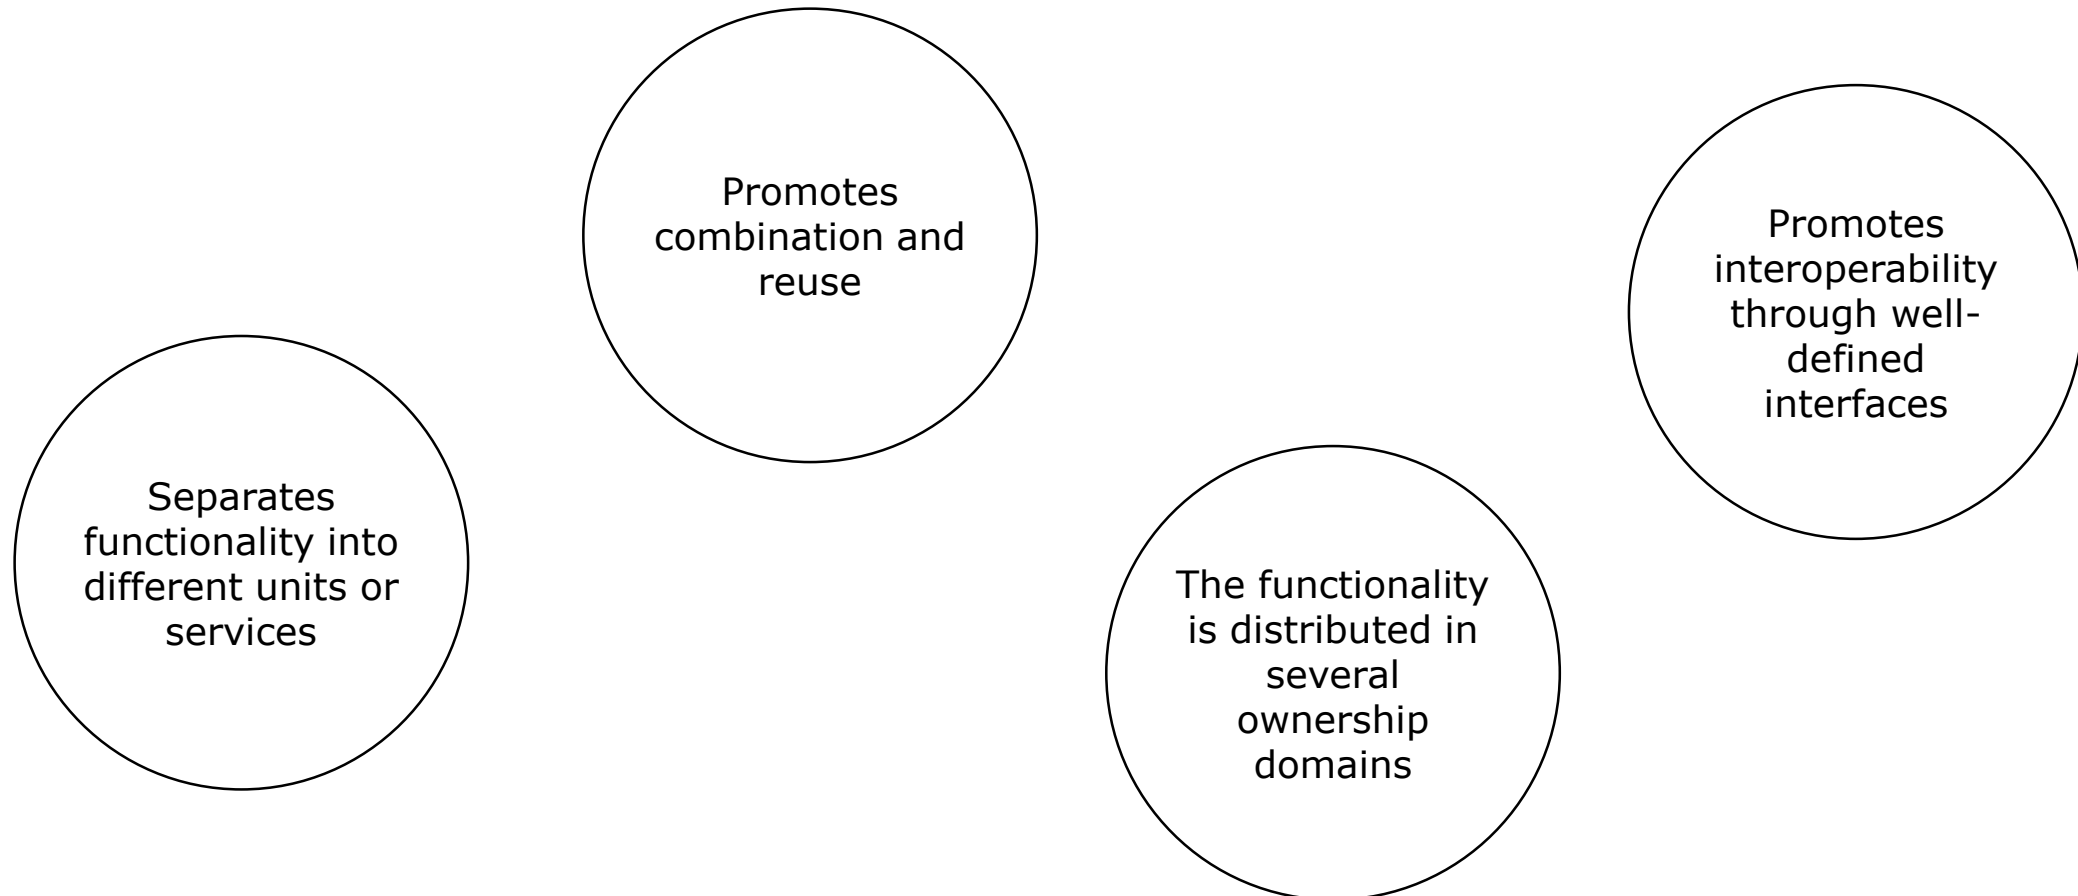 Separates
functionality into
different units or
services
Promotes
combination and
reuse
The functionality
is distributed in
several
ownership
domains
Promotes
interoperability
through well-
defined
interfaces